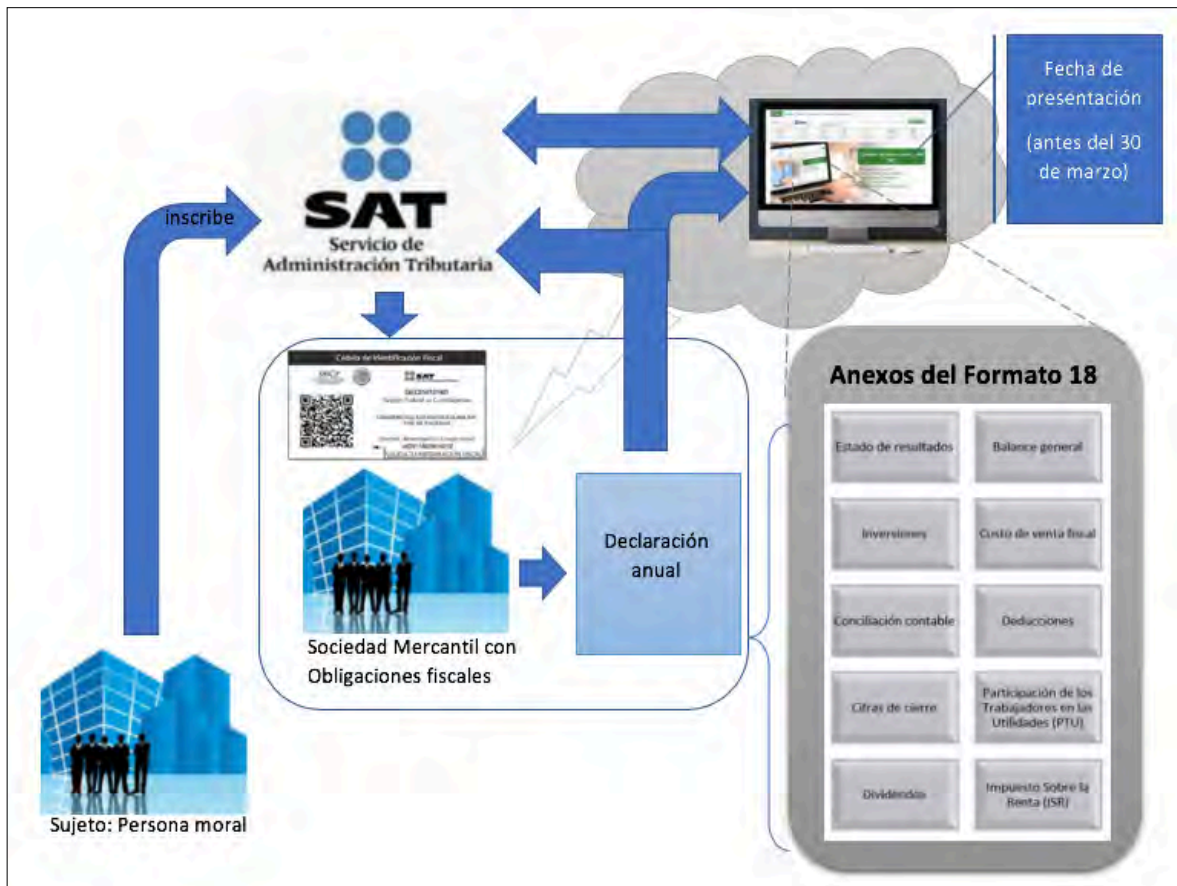 Fecha de
presentación
(antes del 30
de marzo)
inscribe
SAT
Servicio de
Administración Tributaria
Cédula de Identificación Fiscal
SAT
Declaración
anual
Sociedad Mercantil con
Obligaciones fiscales
Sujeto: Persona moral
Anexos del Formato 18
Estado de resultados
Balance general
Inversiones
Custo de venta fiscal
Conciliación contable
Deducciones
Cifras de cierre
Participación de los
Trabajadores en las
Utilidades (PTU)
Dividendos
Impuesto Sobre la
Renta (ISR)